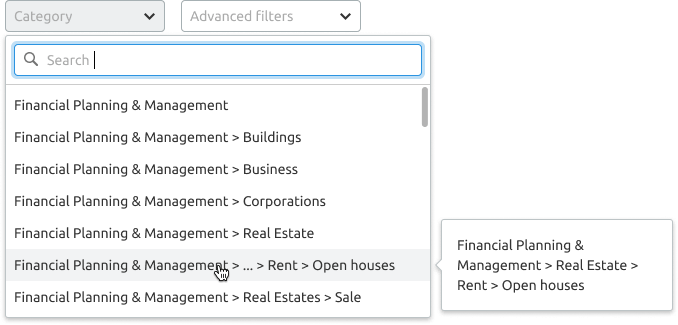 Category
Advanced filters
Search
Financial Planning & Management
Financial Planning & Management > Buildings
Financial Planning & Management > Business
Financial Planning & Management > Corporations
Financial Planning & Management > Real Estate
Financial Planning & Management > ... > Rent > Open houses
Financial Planning & Management > Real Estates > Sale
Financial Planning &
Management > Real Estate >
Rent > Open houses